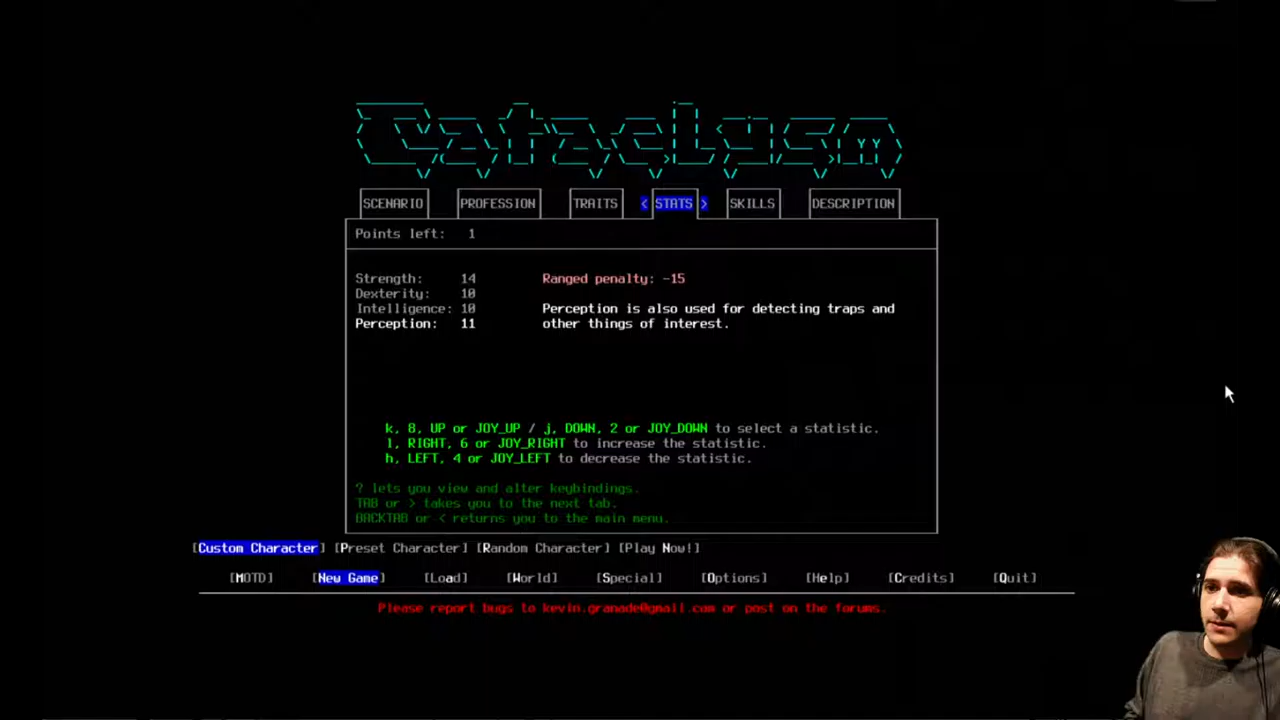 Cataclysm
SCENARIO PROFESSION TRAITS < STATS > SKILLS DESCRIPTION
Points left: 1
Strength: 14 Ranged penalty: -15
Dexterity: 10
Intelligence: 10 Perception is also used for detecting traps and
Perception: 11 other things of interest.
k, 8, UP or JOY_UP / j, DOWN, 2 or JOY_DOWN to select a statistic.
l, RIGHT, 6 or JOY_RIGHT to increase the statistic.
h, LEFT, 4 or JOY_LEFT to decrease the statistic.
? lets you view and alter keybindings.
TAB or > takes you to the next tab.
BACKTAB or < returns you to the main menu.
[Custom Character] [Preset Character] [Random Character] [Play Now!]
[MOTD] [New Game] [Load] [World] [Special] [Options] [Help] [Credits] [Quit]
Please report bugs to kevin.granade@gmail.com or post on the forums.